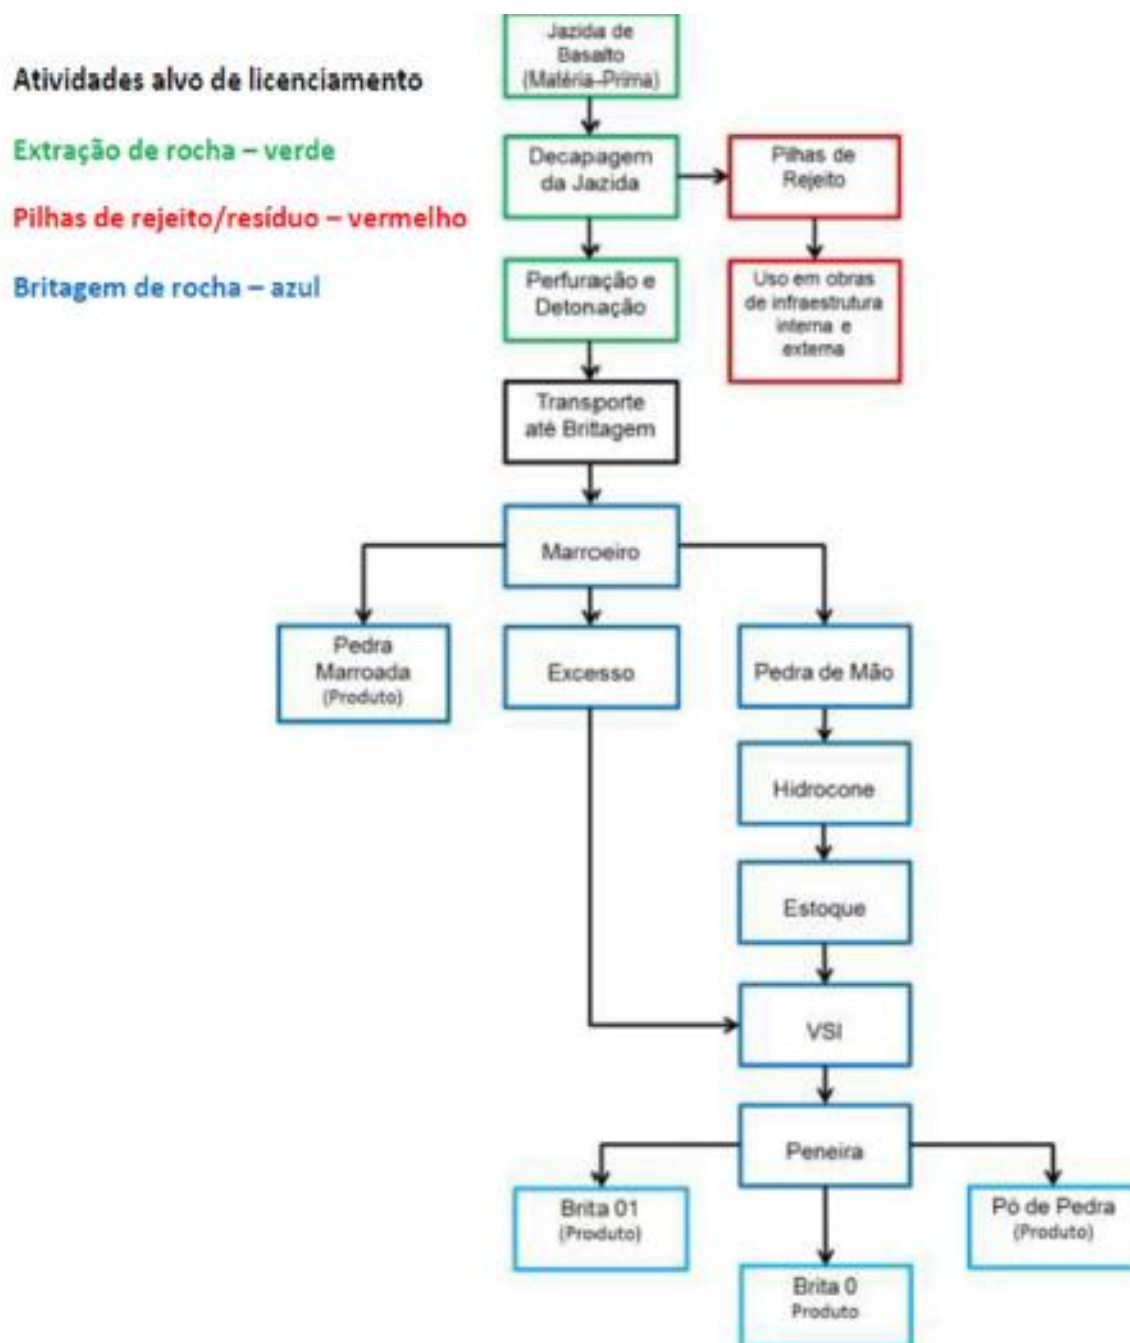 Atividades alvo de licenciamento
Extração de rocha – verde
Pilhas de rejeito/resíduo – vermelho
Britagem de rocha – azul
Jazida de
Basalto
(Matéria-Prima)
Decapagem
da Jazida
Pilhas de
Rejeito
Perfuração e
Detonação
Uso em obras
de infraestrutura
interna e
externa
Transporte
até Brittagem
Marroeiro
Pedra
Marroada
(Produto)
Excesso
Pedra de Mão
Hidrocone
Estoque
VSI
Peneira
Brita 01
(Produto)
Pó de Pedra
(Produto)
Brita 0
Produto